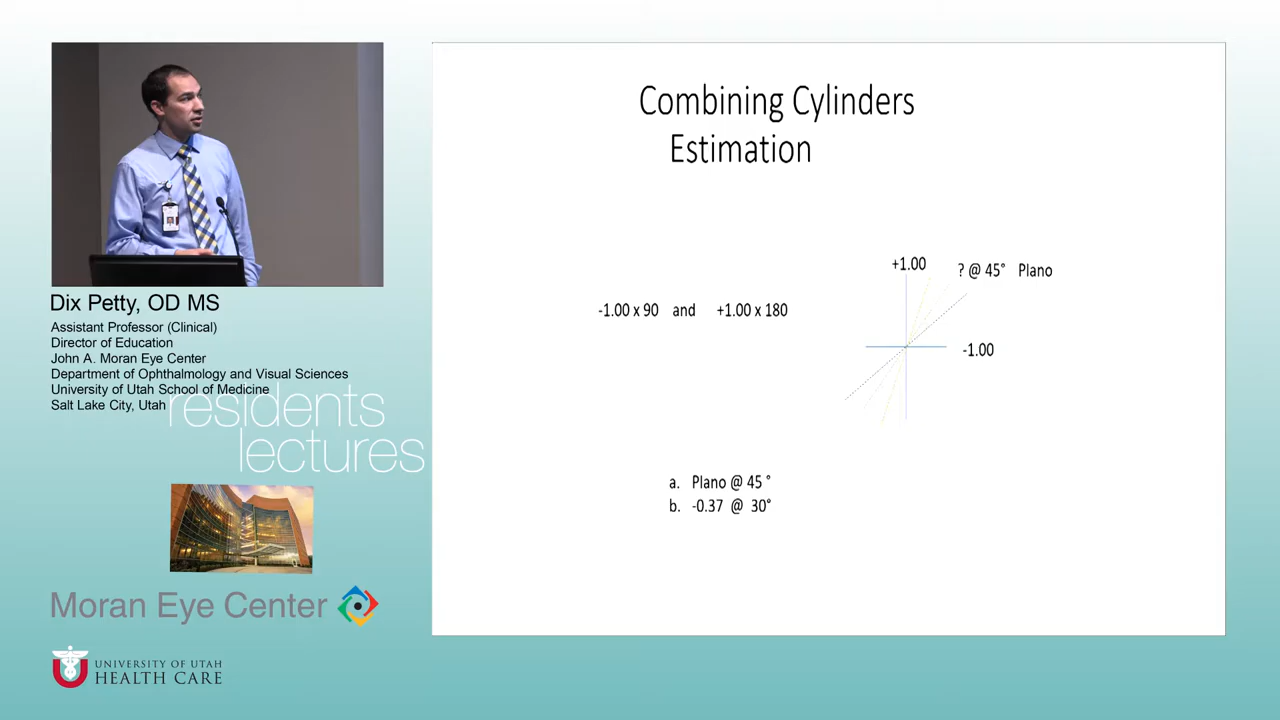 Combining Cylinders
Estimation
+1.00
? @ 45° Plano
-1.00 x 90 and +1.00 x 180
-1.00
a. Plano @ 45 °
b. -0.37 @ 30°
Dix Petty, OD MS
Assistant Professor (Clinical)
Director of Education
John A. Moran Eye Center
Department of Ophthalmology and Visual Sciences
University of Utah School of Medicine
Salt Lake City, Utah
residents
lectures
Moran Eye Center
UNIVERSITY OF UTAH
HEALTH CARE